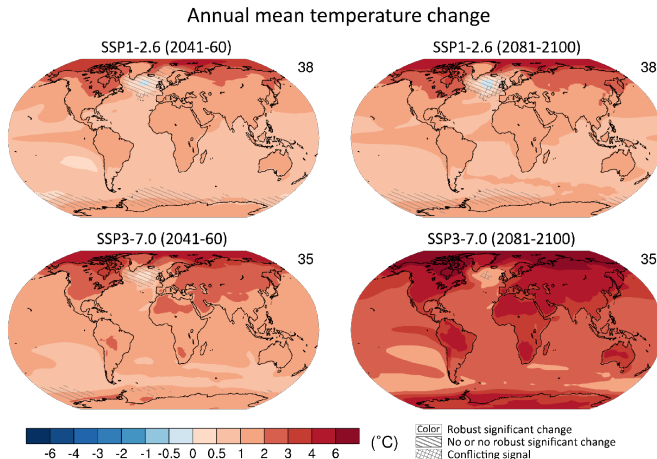 Annual mean temperature change
SSP1-2.6 (2041-60)
SSP1-2.6 (2081-2100)
38
38
SSP3-7.0 (2041-60)
SSP3-7.0 (2081-2100)
35
35
-6 -4 -2 -1 -0.5 0 0.5 1 2 4 6 (°C)
Color Robust significant change
No or no robust significant change
Conflicting signal